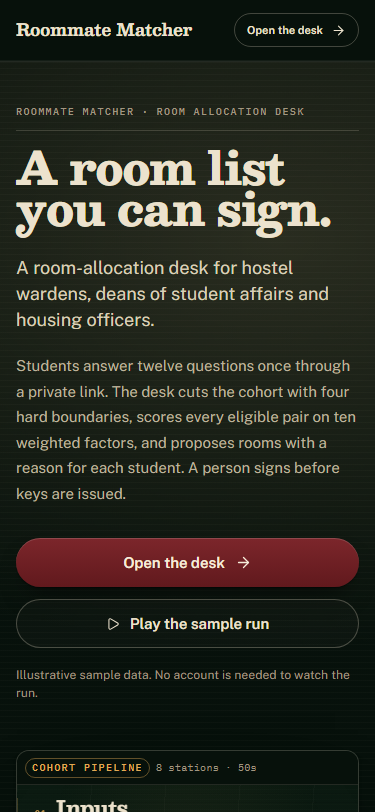 Roommate Matcher
Open the desk →
ROOMMATE MATCHER · ROOM ALLOCATION DESK
A room list
you can sign.
A room-allocation desk for hostel
wardens, deans of student affairs and
housing officers.
Students answer twelve questions once through
a private link. The desk cuts the cohort with four
hard boundaries, scores every eligible pair on ten
weighted factors, and proposes rooms with a
reason for each student. A person signs before
keys are issued.
Open the desk →
Play the sample run
Illustrative sample data. No account is needed to watch the
run.
COHORT PIPELINE 8 stations · 50s
Inputs